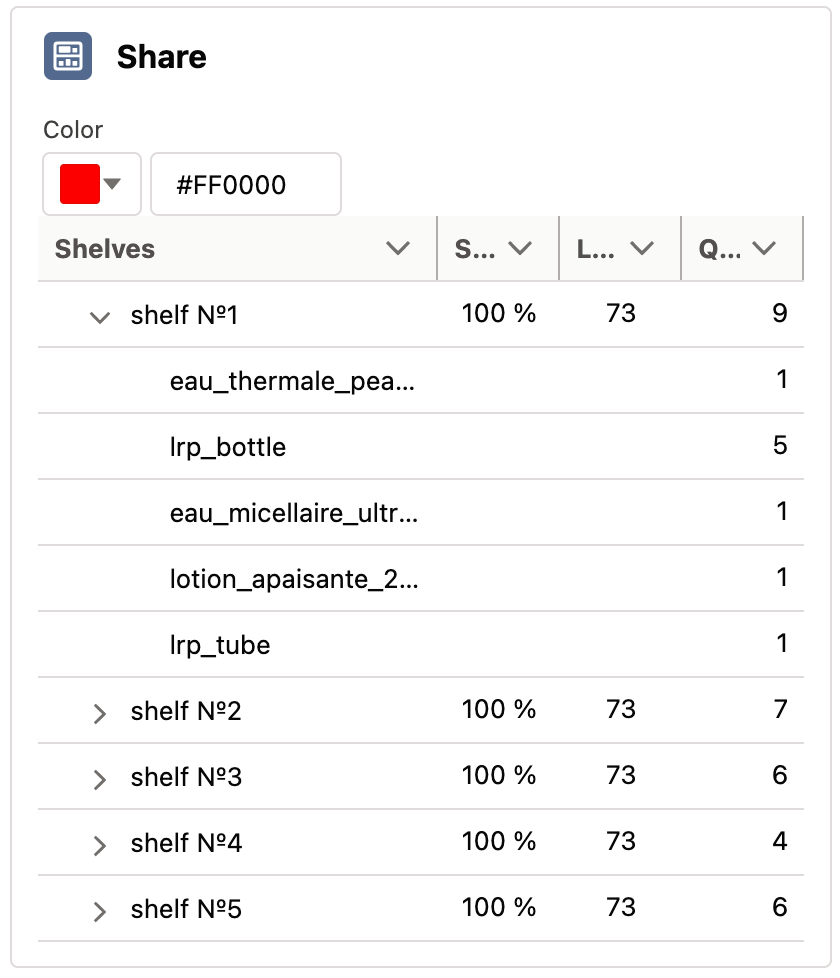 Share
Color
#FF0000
Shelves S... L... Q...
shelf Nº1 100 % 73 9
eau_thermale_pea... 1
lrp_bottle 5
eau_micellaire_ultr... 1
lotion_apaisante_2... 1
lrp_tube 1
shelf Nº2 100 % 73 7
shelf Nº3 100 % 73 6
shelf Nº4 100 % 73 4
shelf Nº5 100 % 73 6